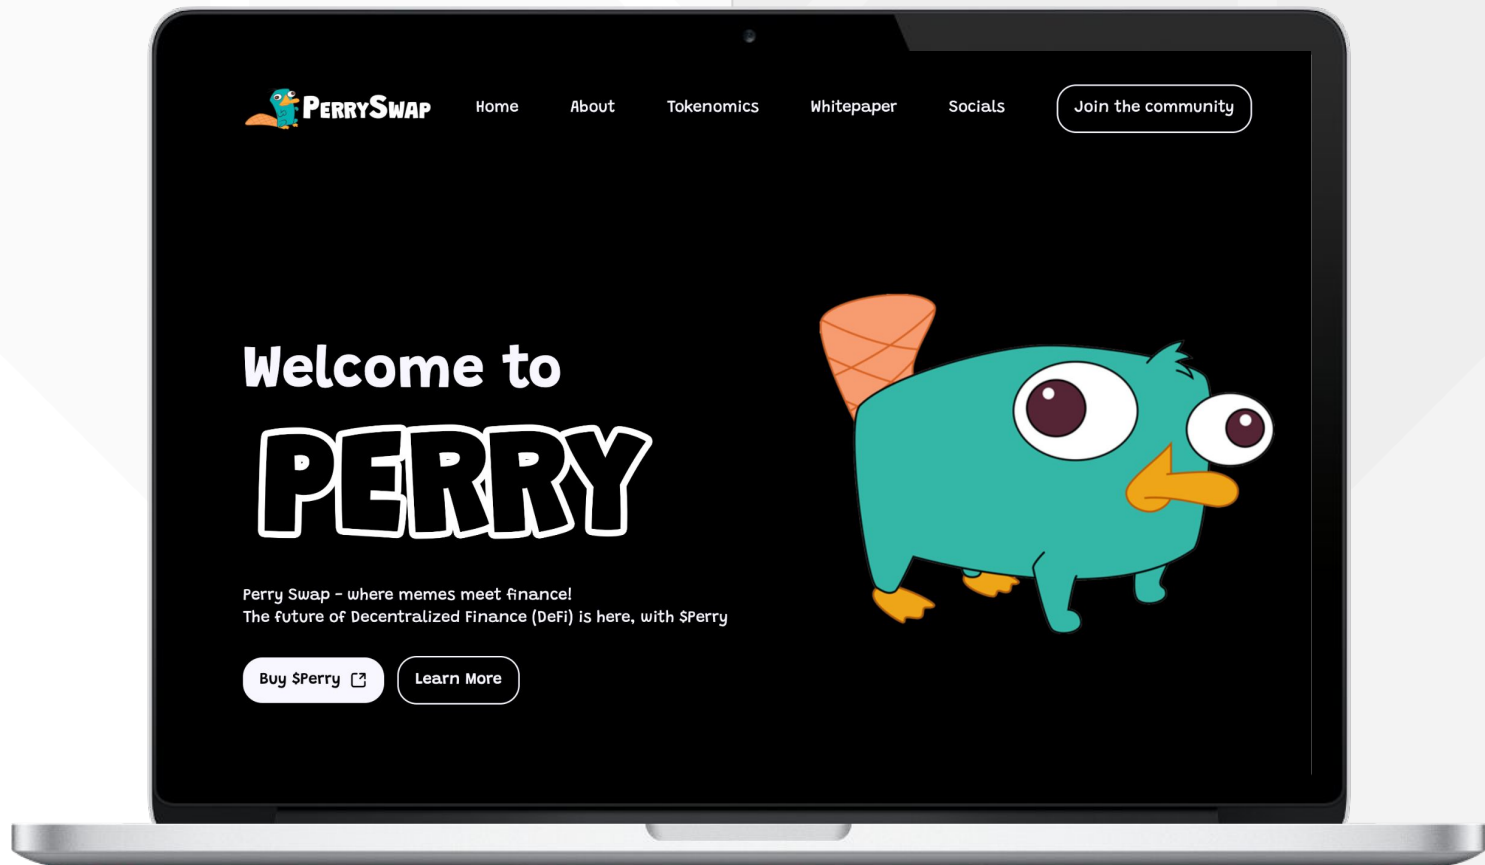 PERRYSWAP Home About Tokenomics Whitepaper Socials Join the community
Welcome to
PERRY
Perry Swap - where memes meet finance!
The future of Decentralized Finance (DeFi) is here, with $Perry
Buy $Perry Learn More